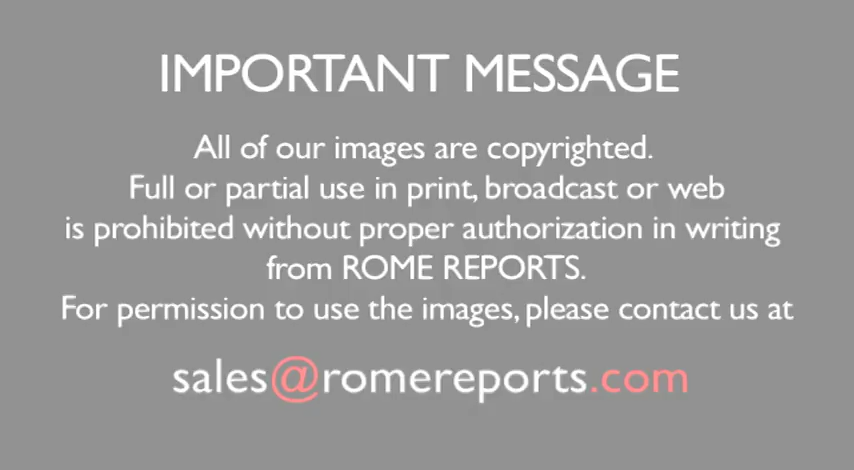 IMPORTANT MESSAGE
All of our images are copyrighted.
Full or partial use in print, broadcast or web
is prohibited without proper authorization in writing
from ROME REPORTS.
For permission to use the images, please contact us at
sales@romereports.com